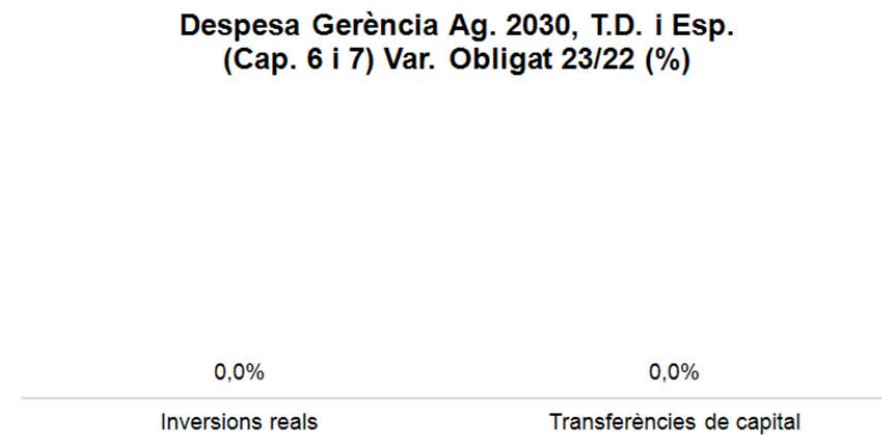 Despesa Gerència Ag. 2030, T.D. i Esp.
(Cap. 6 i 7) Var. Obligat 23/22 (%)
0,0% 0,0%
Inversions reals Transferències de capital